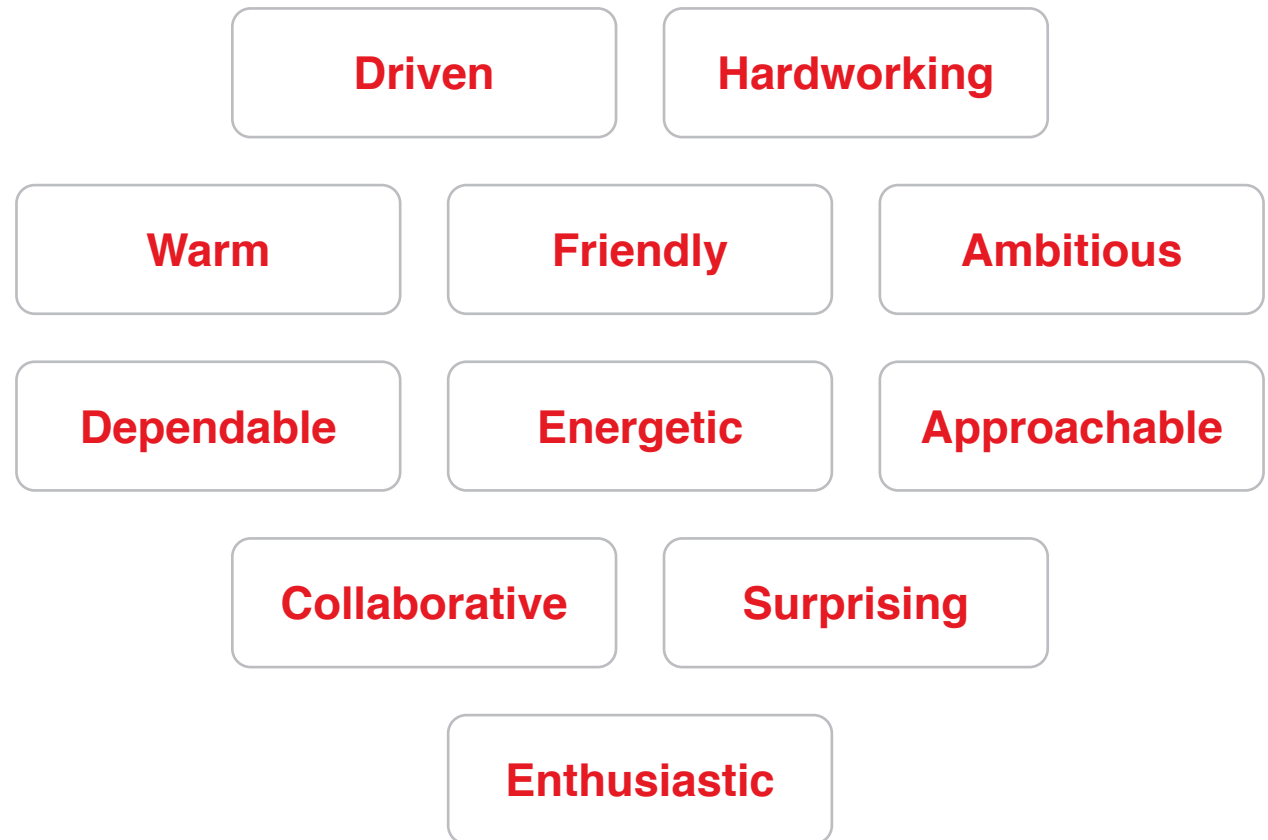 Driven Hardworking
Warm Friendly Ambitious
Dependable Energetic Approachable
Collaborative Surprising
Enthusiastic